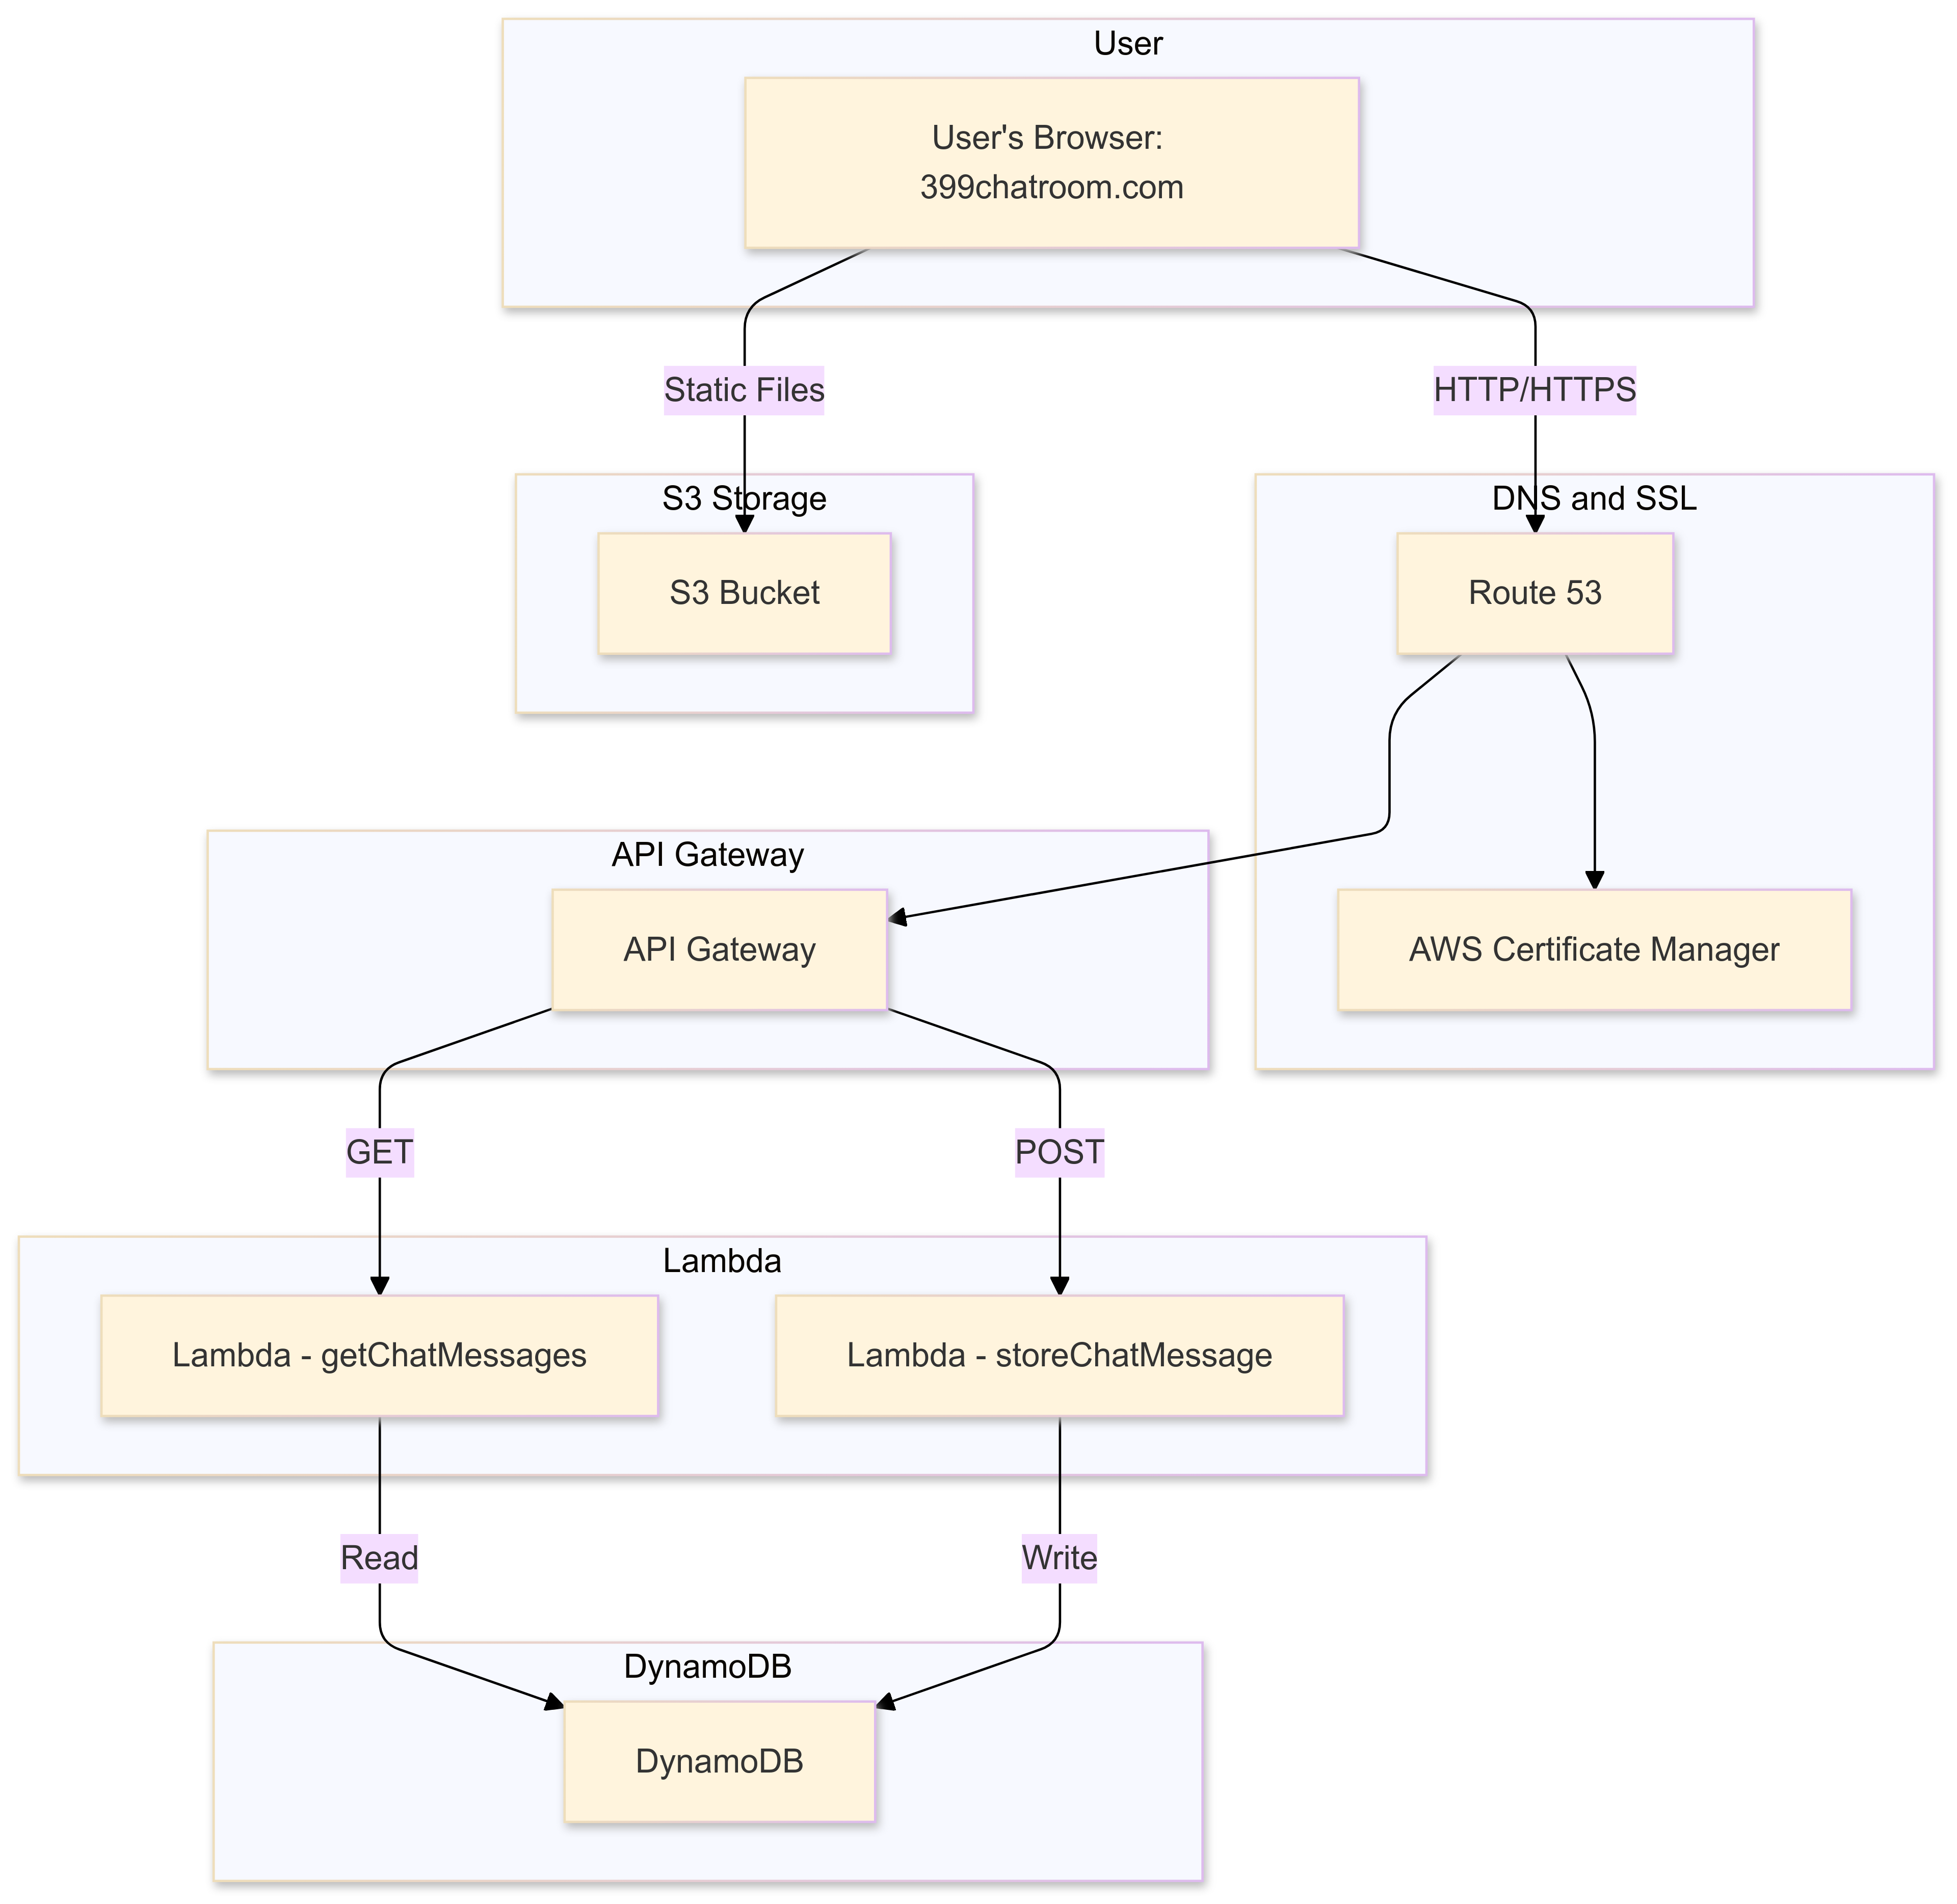 User
User's Browser:
399chatroom.com
Static Files
HTTP/HTTPS
S3 Storage
DNS and SSL
S3 Bucket
Route 53
API Gateway
API Gateway
AWS Certificate Manager
GET
POST
Lambda
Lambda - getChatMessages
Lambda - storeChatMessage
Read
Write
DynamoDB
DynamoDB